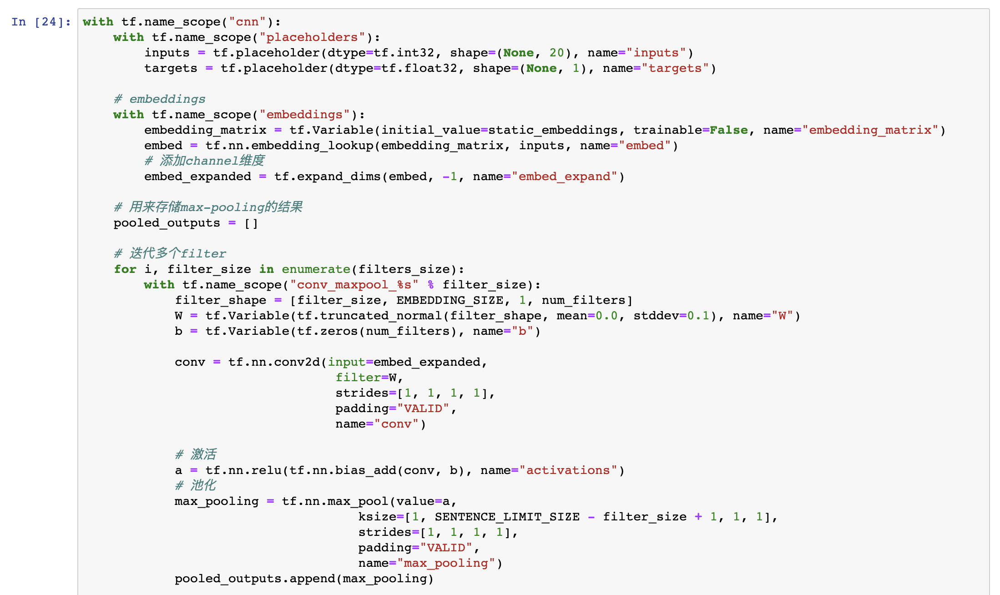 In [24]: with tf.name_scope("cnn"):
    with tf.name_scope("placeholders"):
        inputs = tf.placeholder(dtype=tf.int32, shape=(None, 20), name="inputs")
        targets = tf.placeholder(dtype=tf.float32, shape=(None, 1), name="targets")

    # embeddings
    with tf.name_scope("embeddings"):
        embedding_matrix = tf.Variable(initial_value=static_embeddings, trainable=False, name="embedding_matrix")
        embed = tf.nn.embedding_lookup(embedding_matrix, inputs, name="embed")
        # 添加channel维度
        embed_expanded = tf.expand_dims(embed, -1, name="embed_expand")

    # 用来存储max-pooling的结果
    pooled_outputs = []

    # 迭代多个filter
    for i, filter_size in enumerate(filters_size):
        with tf.name_scope("conv_maxpool_%s" % filter_size):
            filter_shape = [filter_size, EMBEDDING_SIZE, 1, num_filters]
            W = tf.Variable(tf.truncated_normal(filter_shape, mean=0.0, stddev=0.1), name="W")
            b = tf.Variable(tf.zeros(num_filters), name="b")

            conv = tf.nn.conv2d(input=embed_expanded,
                                 filter=W,
                                 strides=[1, 1, 1, 1],
                                 padding="VALID",
                                 name="conv")

            # 激活
            a = tf.nn.relu(tf.nn.bias_add(conv, b), name="activations")
            # 池化
            max_pooling = tf.nn.max_pool(value=a,
                                    ksize=[1, SENTENCE_LIMIT_SIZE - filter_size + 1, 1, 1],
                                    strides=[1, 1, 1, 1],
                                    padding="VALID",
                                    name="max_pooling")
            pooled_outputs.append(max_pooling)